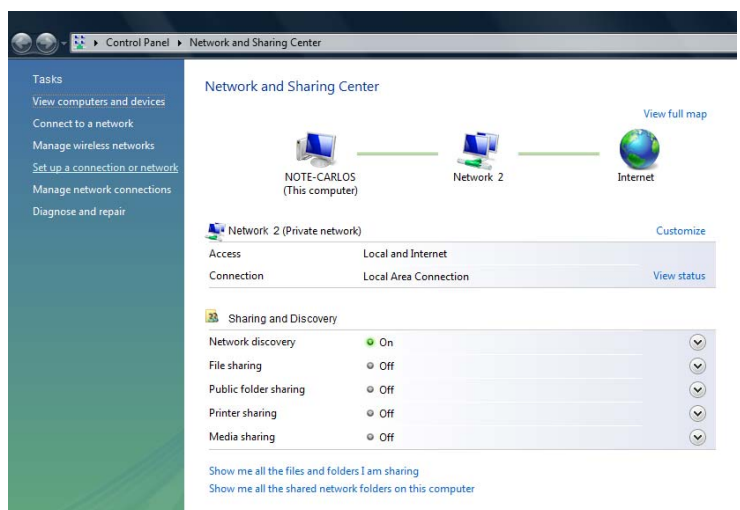 Control Panel ▸ Network and Sharing Center
Tasks
View computers and devices
Connect to a network
Manage wireless networks
Set up a connection or network
Manage network connections
Diagnose and repair
Network and Sharing Center
View full map
NOTE-CARLOS
(This computer)
Network 2
Internet
Network 2 (Private network) Customize
Access Local and Internet
Connection Local Area Connection View status
Sharing and Discovery
Network discovery On
File sharing Off
Public folder sharing Off
Printer sharing Off
Media sharing Off
Show me all the files and folders I am sharing
Show me all the shared network folders on this computer